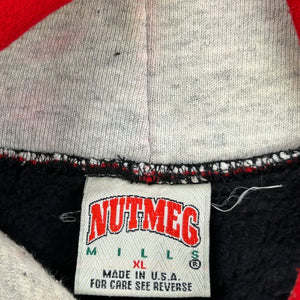 NUTMEG
MILLS
XL ®
MADE IN U.S.A.
FOR CARE SEE REVERSE